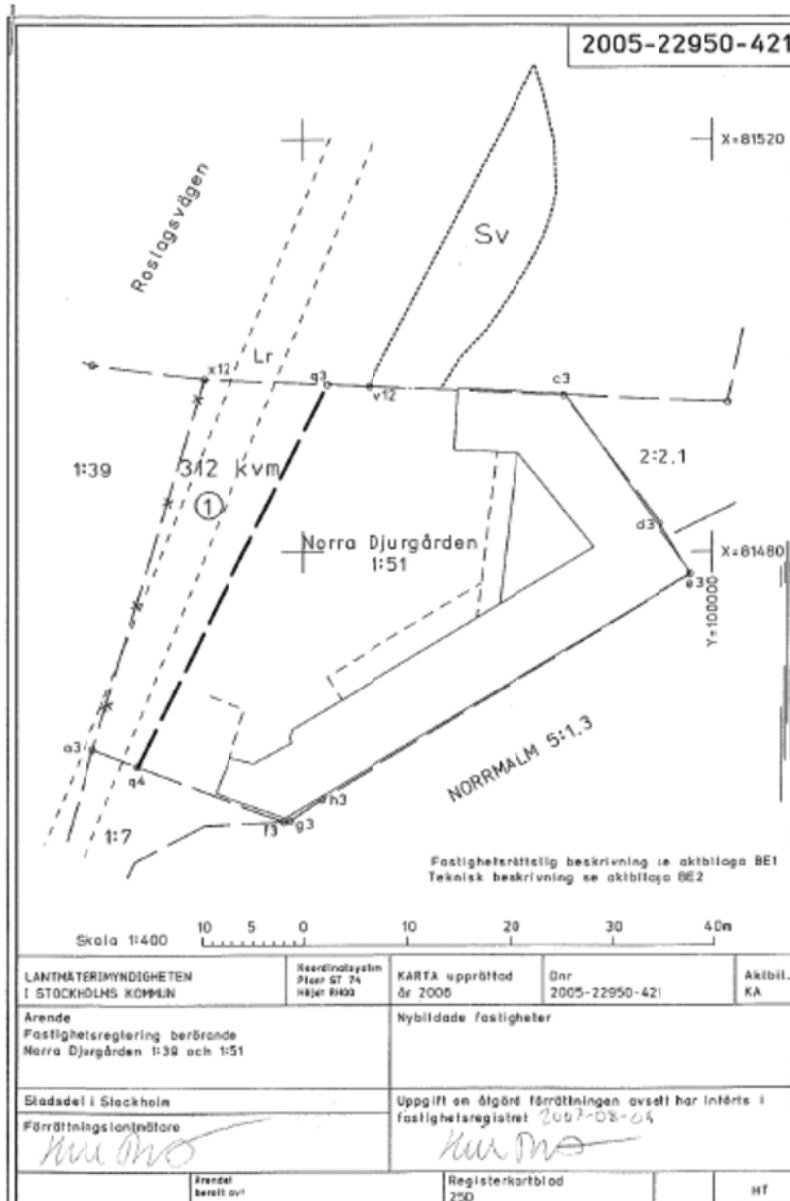 2005-22950-421
X=81520
Roslagsvägen
Sv
Lr
x12
q3
v12
c3
1:39
312 kvm
1
2:2.1
d3
Norra Djurgården
1:51
X=81480
e3
Y=100000
a3
q4
h3
f3
g3
NORRMALM 5:1.3
1:7
Fastighetsrättslig beskrivning se aktbilaga BE1
Teknisk beskrivning se aktbilaga BE2
Skala 1:400
10 5 0 10 20 30 40m
LANTMÄTERIMYNDIGHETEN
I STOCKHOLMS KOMMUN
Koordinatsystem
Plan: ST 74
Höjd: RH00
KARTA upprättad
år 2006
Dnr
2005-22950-421
Aktbil.
KA
Ärende
Fastighetsreglering berörande
Norra Djurgården 1:39 och 1:51
Nybildade fastigheter
Stadsdel i Stockholm
Förrättningslantmätare
Uppgift om åtgärd förrättningen avsett har införts i
fastighetsregistret 2007-08-04
Ärendet
berett av:
Registerkartblad
25D
HT